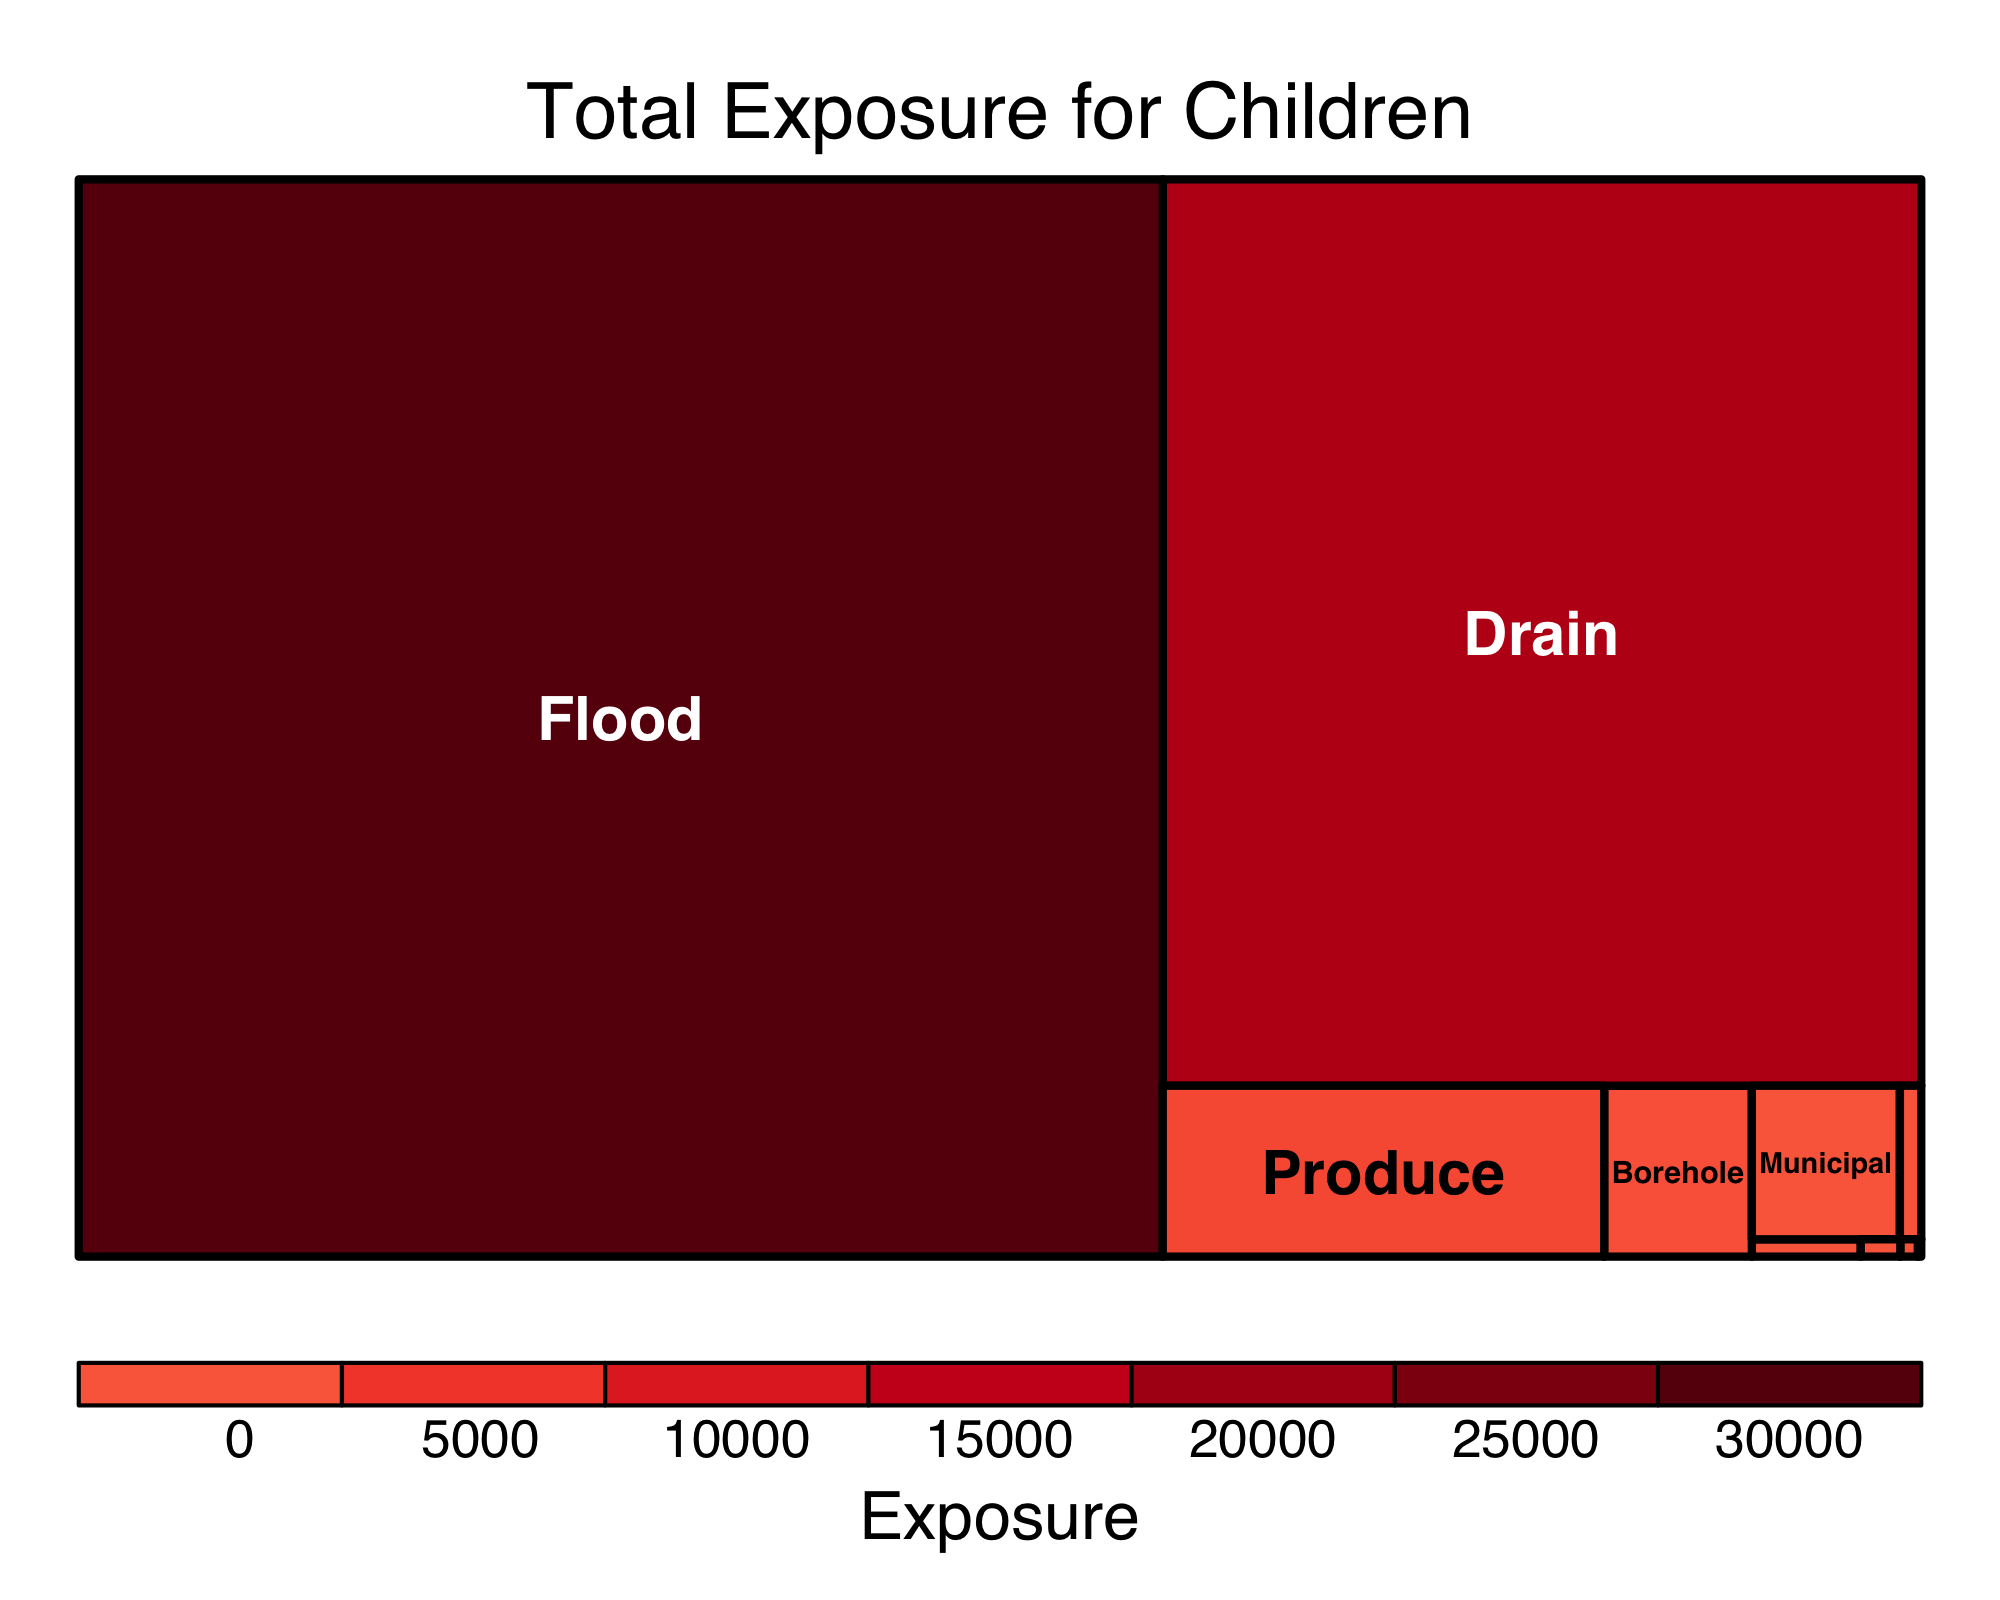 Total Exposure for Children
Flood
Drain
Produce
Borehole
Municipal
0 5000 10000 15000 20000 25000 30000
Exposure